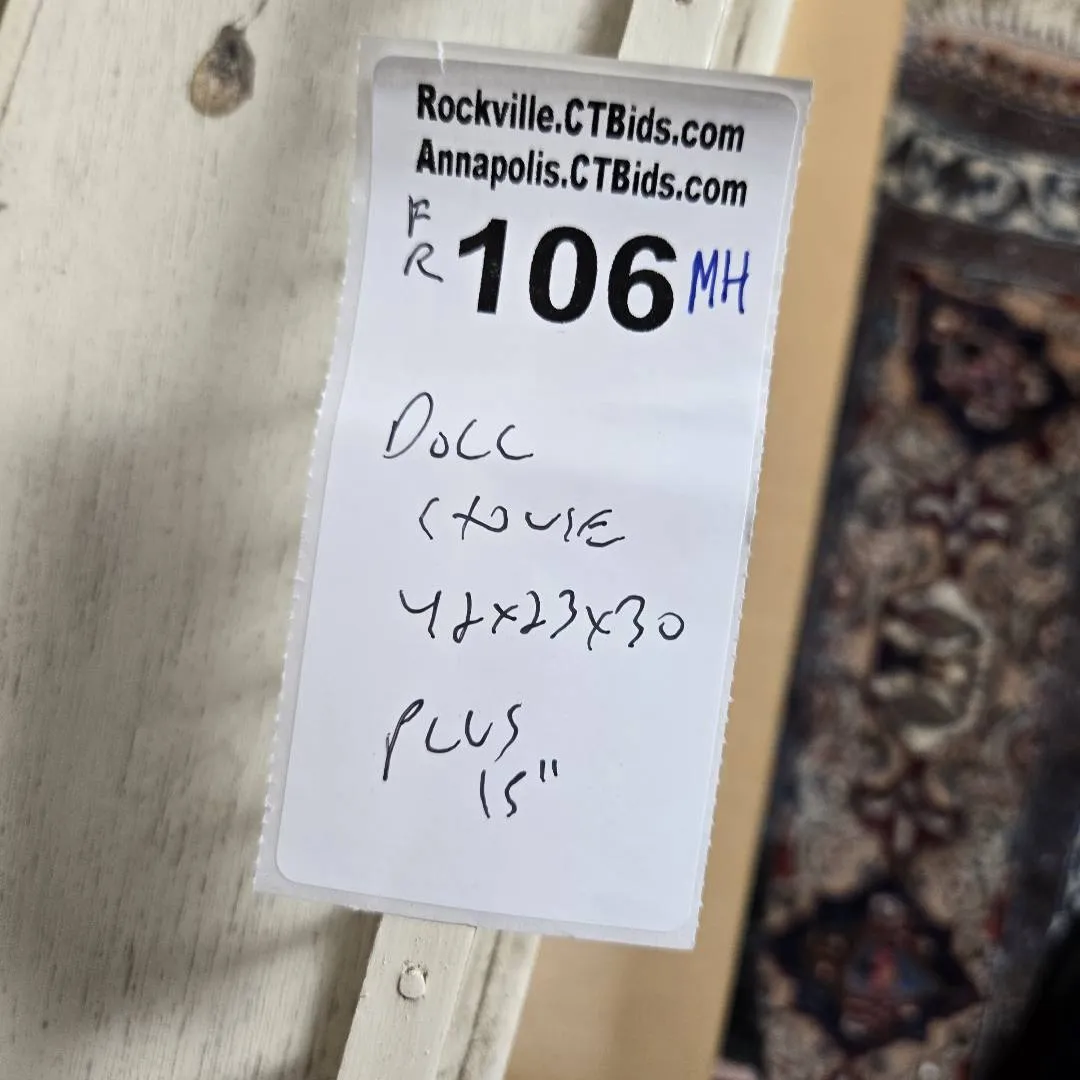 Rockville.CTBids.com
Annapolis.CTBids.com
FR 106 MH
DOLL
HOUSE
42x23x30
PLUS
15"